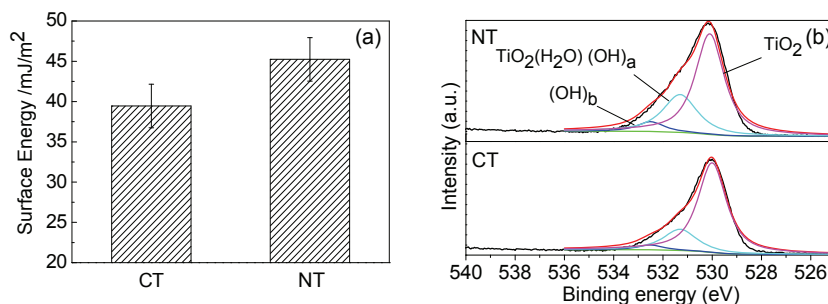 (a)
Surface Energy /mJ/m²
50
45
40
35
30
25
20
CT
NT
(b)
NT
TiO₂(H₂O) (OH)ₐ
TiO₂
(OH)b
CT
Intensity (a.u.)
540 538 536 534 532 530 528 526
Binding energy (eV)